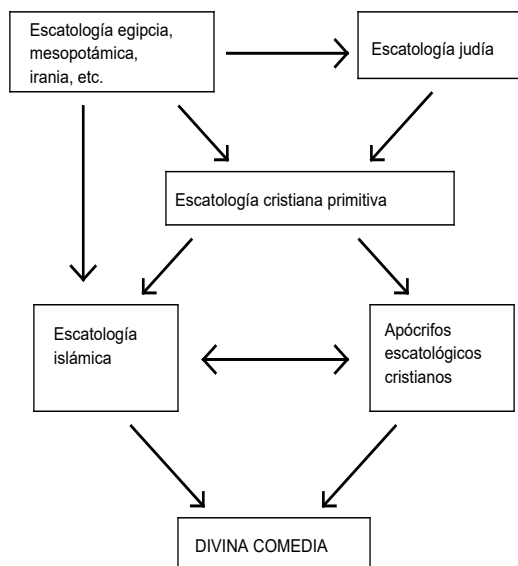 Escatología egipcia,
mesopotámica,
irania, etc.
Escatología judía
Escatología cristiana primitiva
Escatología
islámica
Apócrifos
escatológicos
cristianos
DIVINA COMEDIA